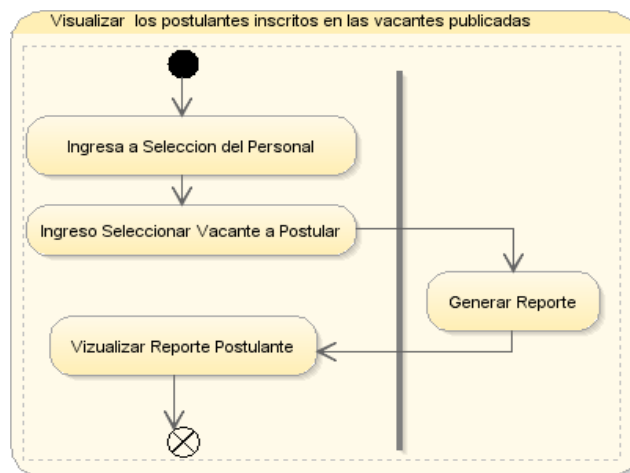 Visualizar los postulantes inscritos en las vacantes publicadas
Ingresa a Seleccion del Personal
Ingreso Seleccionar Vacante a Postular
Generar Reporte
Vizualizar Reporte Postulante